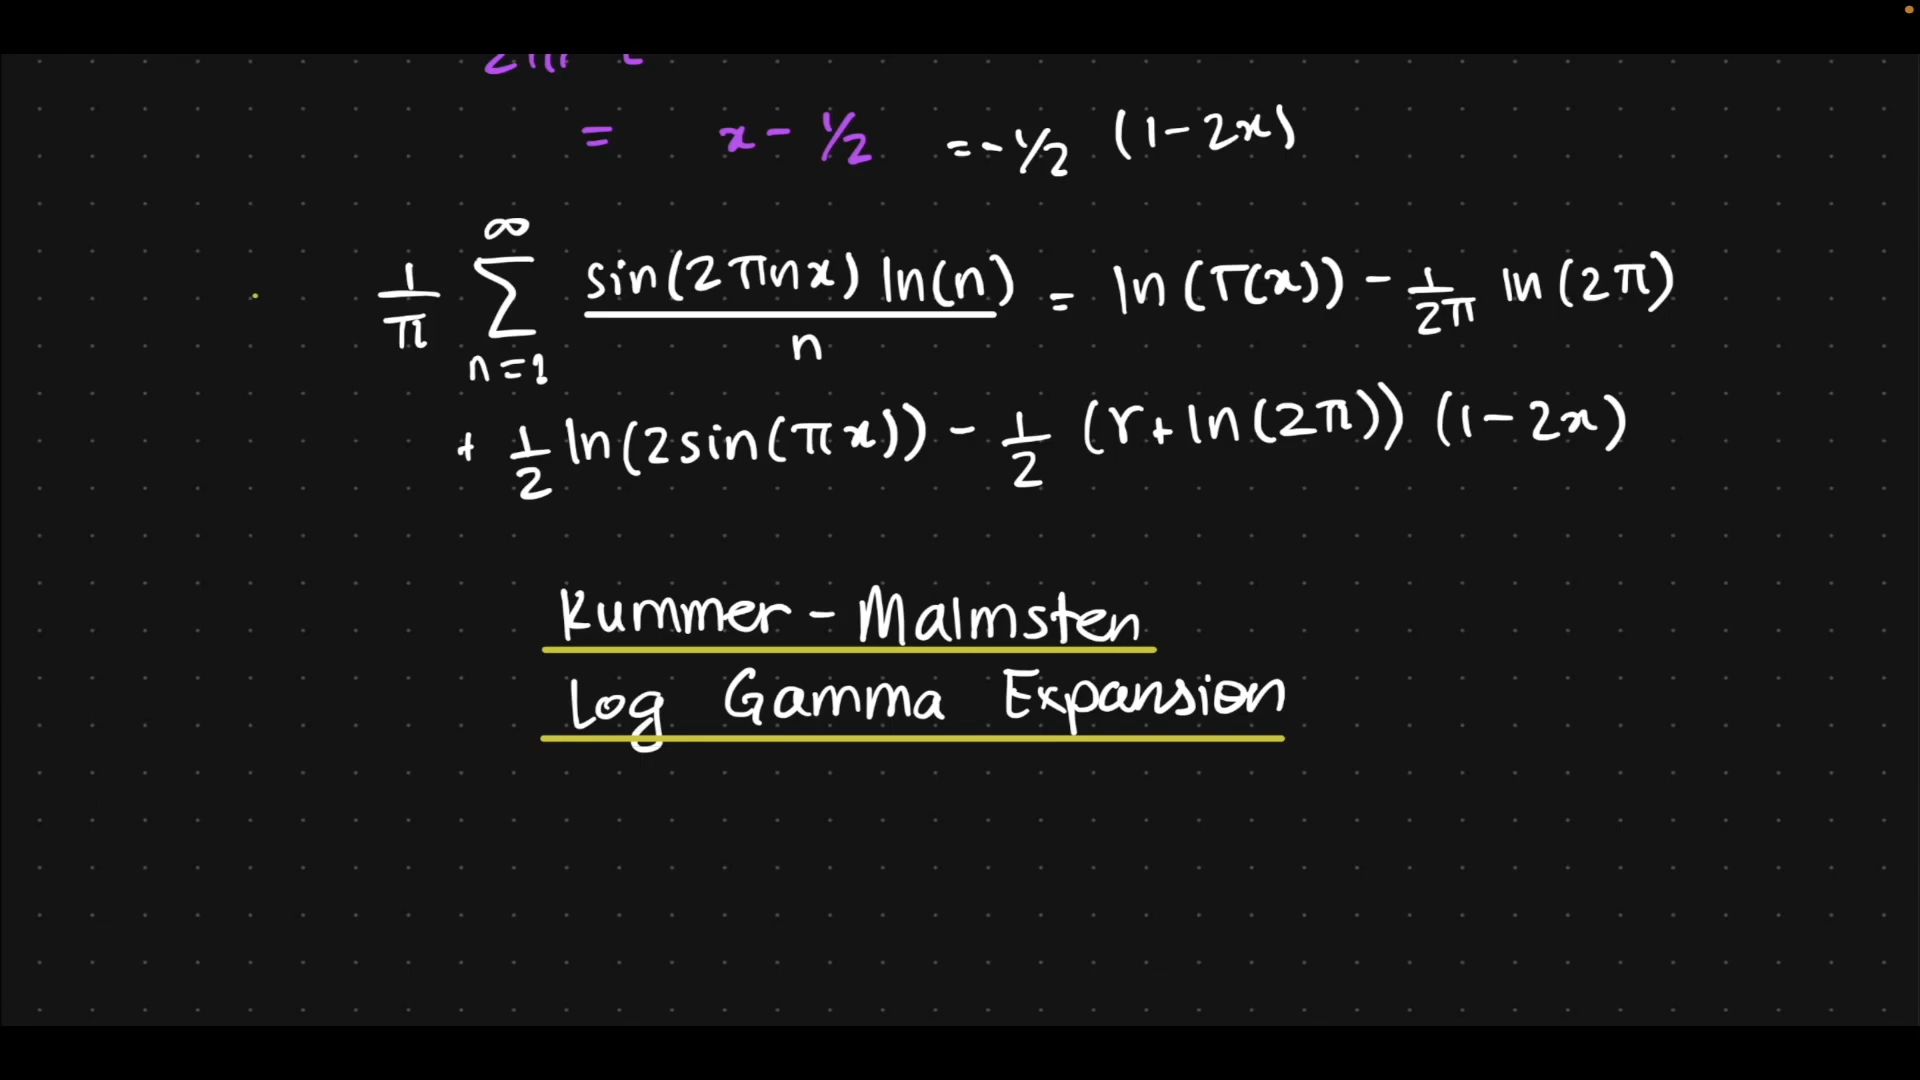 = x - 1/2 = - 1/2 (1 - 2x)
1/π ∑_{n=1}^{∞} sin(2πnx) ln(n) / n = ln(Γ(x)) - 1/2π ln(2π)
+ 1/2 ln(2sin(πx)) - 1/2 (γ + ln(2π)) (1 - 2x)
Kummer - Malmsten
Log Gamma Expansion